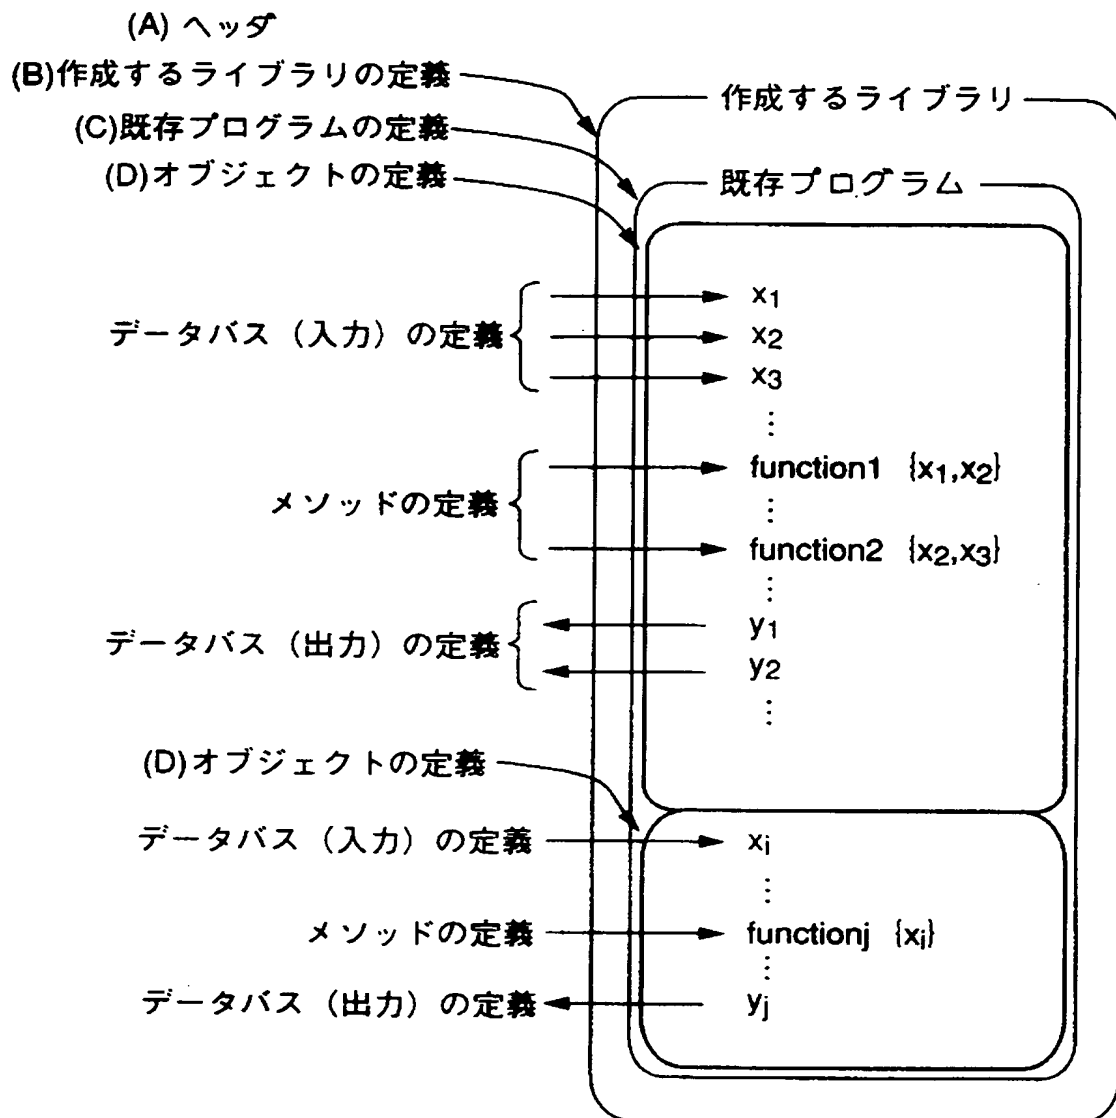 (A) ヘッダ
(B)作成するライブラリの定義
作成するライブラリ
(C)既存プログラムの定義
(D)オブジェクトの定義
既存プログラム
x1
データバス（入力）の定義
x2
x3
⋮
function1 {x1,x2}
メソッドの定義
⋮
function2 {x2,x3}
⋮
y1
データバス（出力）の定義
y2
⋮
(D)オブジェクトの定義
データバス（入力）の定義
xi
⋮
メソッドの定義
functionj {xi}
⋮
データバス（出力）の定義
yj